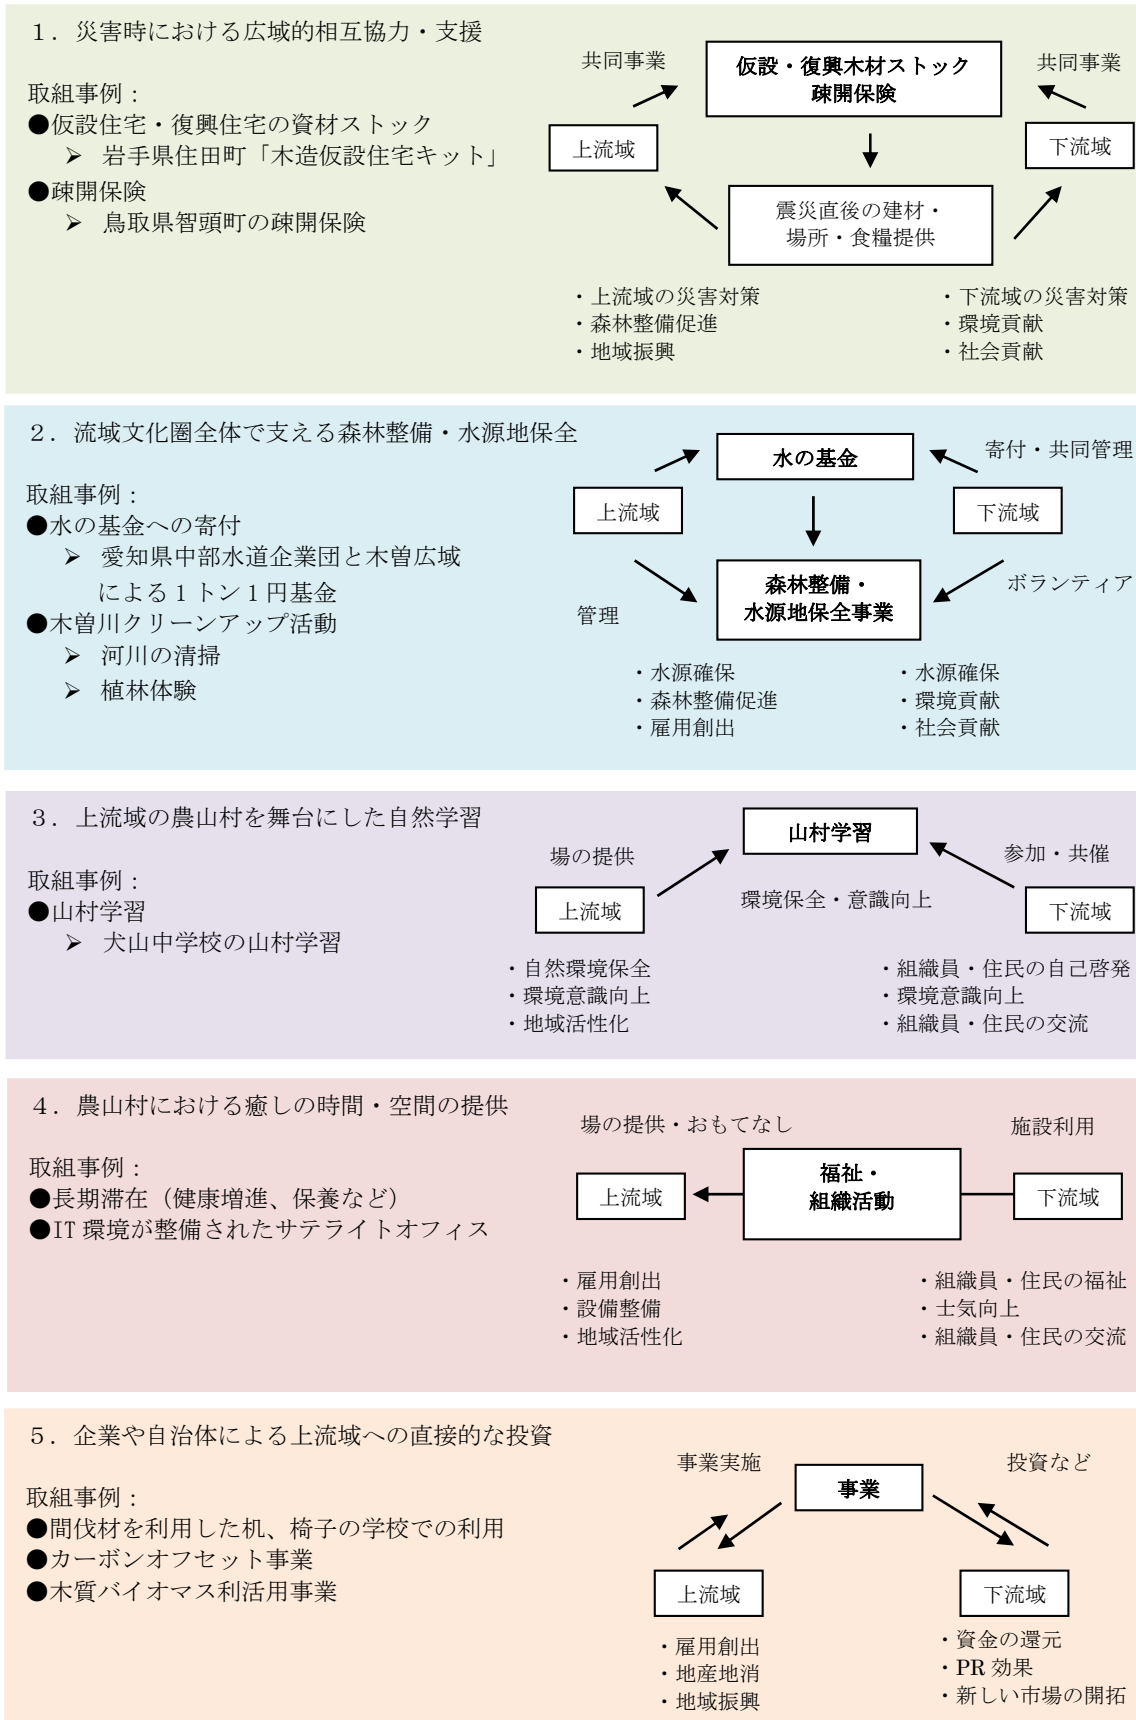 １．災害時における広域的相互協力・支援
取組事例：
●仮設住宅・復興住宅の資材ストック
➢ 岩手県住田町「木造仮設住宅キット」
●疎開保険
➢ 鳥取県智頭町の疎開保険
共同事業
仮設・復興木材ストック
疎開保険
共同事業
上流域
下流域
震災直後の建材・
場所・食糧提供
・上流域の災害対策
・森林整備促進
・地域振興
・下流域の災害対策
・環境貢献
・社会貢献
２．流域文化圏全体で支える森林整備・水源地保全
取組事例：
●水の基金への寄付
➢ 愛知県中部水道企業団と木曽広域
による１トン１円基金
●木曽川クリーンアップ活動
➢ 河川の清掃
➢ 植林体験
水の基金
寄付・共同管理
上流域
下流域
森林整備・
水源地保全事業
管理
ボランティア
・水源確保
・森林整備促進
・雇用創出
・水源確保
・環境貢献
・社会貢献
３．上流域の農山村を舞台にした自然学習
取組事例：
●山村学習
➢ 犬山中学校の山村学習
場の提供
山村学習
参加・共催
上流域
環境保全・意識向上
下流域
・自然環境保全
・環境意識向上
・地域活性化
・組織員・住民の自己啓発
・環境意識向上
・組織員・住民の交流
４．農山村における癒しの時間・空間の提供
取組事例：
●長期滞在（健康増進、保養など）
●IT 環境が整備されたサテライトオフィス
場の提供・おもてなし
施設利用
上流域
福祉・
組織活動
下流域
・雇用創出
・設備整備
・地域活性化
・組織員・住民の福祉
・士気向上
・組織員・住民の交流
５．企業や自治体による上流域への直接的な投資
取組事例：
●間伐材を利用した机、椅子の学校での利用
●カーボンオフセット事業
●木質バイオマス利活用事業
事業実施
事業
投資など
上流域
下流域
・雇用創出
・地産地消
・地域振興
・資金の還元
・PR 効果
・新しい市場の開拓